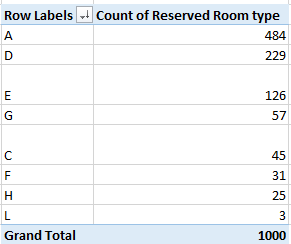 Row Labels Count of Reserved Room type
A 484
D 229
E 126
G 57
C 45
F 31
H 25
L 3
Grand Total 1000